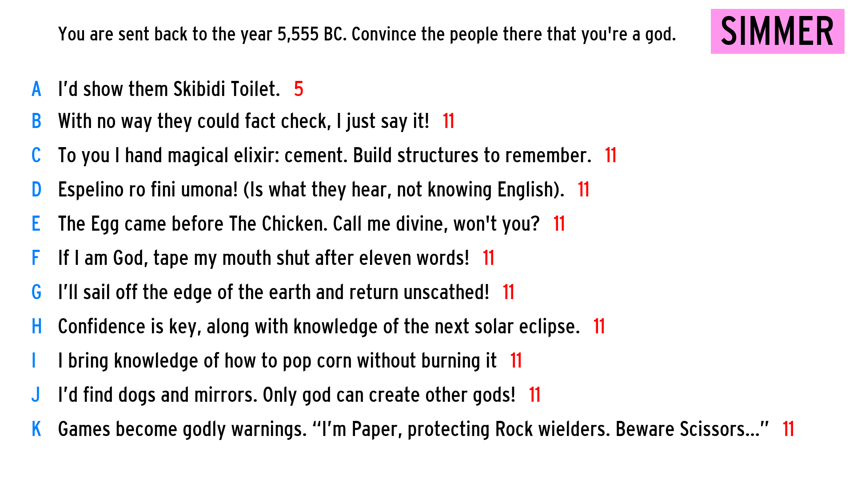 You are sent back to the year 5,555 BC. Convince the people there that you're a god.
SIMMER
A I'd show them Skibidi Toilet. 5
B With no way they could fact check, I just say it! 11
C To you I hand magical elixir: cement. Build structures to remember. 11
D Espelino ro fini umona! (Is what they hear, not knowing English). 11
E The Egg came before The Chicken. Call me divine, won't you? 11
F If I am God, tape my mouth shut after eleven words! 11
G I'll sail off the edge of the earth and return unscathed! 11
H Confidence is key, along with knowledge of the next solar eclipse. 11
I I bring knowledge of how to pop corn without burning it 11
J I'd find dogs and mirrors. Only god can create other gods! 11
K Games become godly warnings. “I'm Paper, protecting Rock wielders. Beware Scissors...” 11